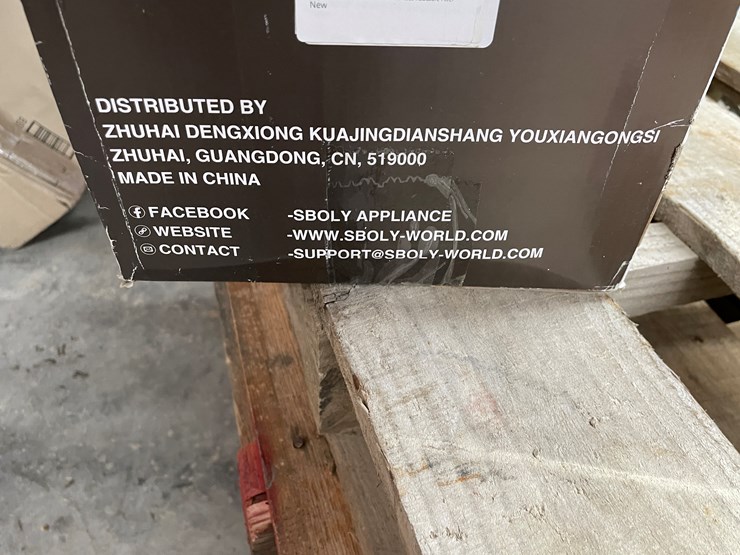 New
DISTRIBUTED BY
ZHUHAI DENGXIONG KUAJINGDIANSHANG YOUXIANGONGSI
ZHUHAI, GUANGDONG, CN, 519000
MADE IN CHINA
FACEBOOK -SBOLY APPLIANCE
WEBSITE -WWW.SBOLY-WORLD.COM
CONTACT -SUPPORT@SBOLY-WORLD.COM